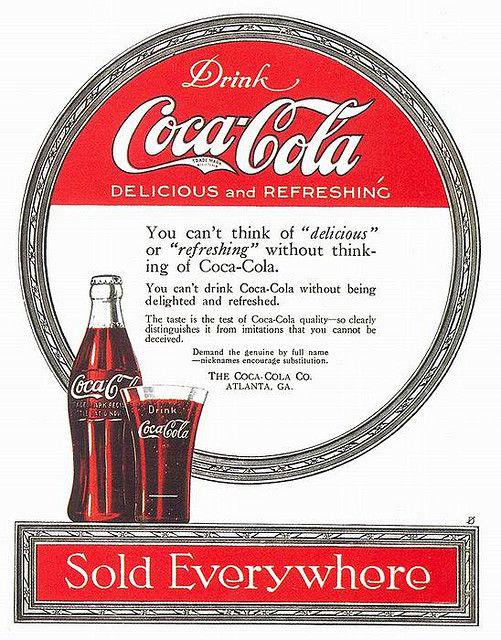 Drink
Coca-Cola
TRADE MARK
DELICIOUS and REFRESHING
You can't think of "delicious"
or "refreshing" without think-
ing of Coca-Cola.
You can't drink Coca-Cola without being
delighted and refreshed.
The taste is the test of Coca-Cola quality—so clearly
distinguishes it from imitations that you cannot be
deceived.
Demand the genuine by full name
—nicknames encourage substitution.
THE COCA-COLA CO.
ATLANTA, GA.
Coca-C
Drink
Coca-Cola
Sold Everywhere